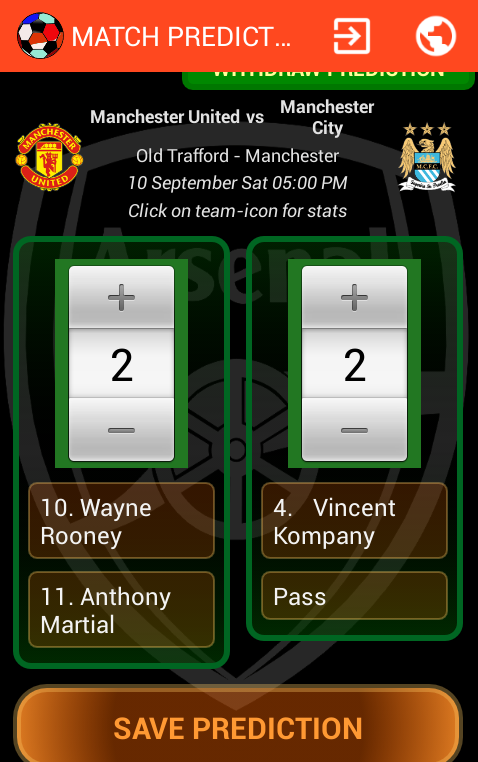 MATCH PREDICT...
WITHDRAW PREDICTION
Manchester United vs Manchester
City
Old Trafford - Manchester
10 September Sat 05:00 PM
Click on team-icon for stats
MANCHESTER
UNITED
M.C.F.C.
Arsenal
+
+
2
2
−
−
10. Wayne
Rooney
4. Vincent
Kompany
11. Anthony
Martial
Pass
SAVE PREDICTION